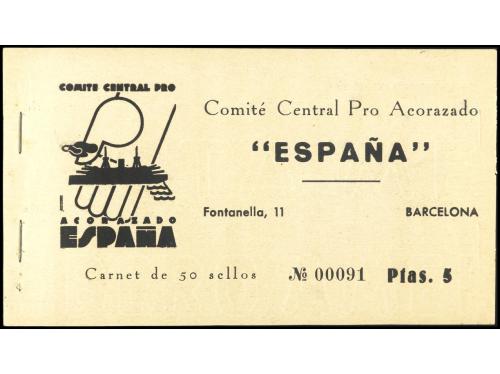 COMITE CENTRAL PRO
ACORAZADO
ESPAÑA
Comité Central Pro Acorazado
"ESPAÑA"
Fontanella, 11 BARCELONA
Carnet de 50 sellos № 00091 Ptas. 5